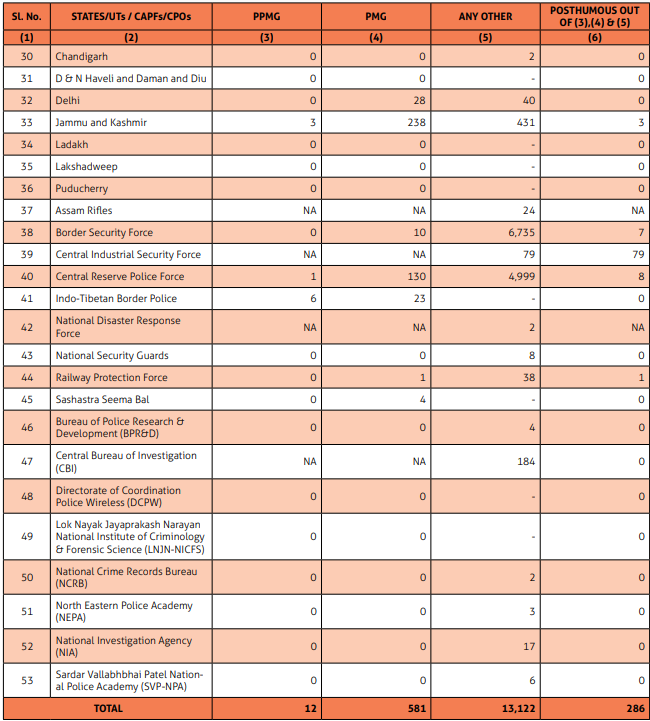 Sl. No. STATES/UTs / CAPFs/CPOs PPMG PMG ANY OTHER POSTHUMOUS OUT
OF (3),(4) & (5)
(1) (2) (3) (4) (5) (6)
30 Chandigarh 0 0 2 0
31 D & N Haveli and Daman and Diu 0 0 - 0
32 Delhi 0 28 40 0
33 Jammu and Kashmir 3 238 431 3
34 Ladakh 0 0 - 0
35 Lakshadweep 0 0 - 0
36 Puducherry 0 0 - 0
37 Assam Rifles NA NA 24 NA
38 Border Security Force 0 10 6,735 7
39 Central Industrial Security Force NA NA 79 79
40 Central Reserve Police Force 1 130 4,999 8
41 Indo-Tibetan Border Police 6 23 - 0
42 National Disaster Response
Force NA NA 2 NA
43 National Security Guards 0 0 8 0
44 Railway Protection Force 0 1 38 1
45 Sashastra Seema Bal 0 4 - 0
46 Bureau of Police Research &
Development (BPR&D) 0 0 4 0
47 Central Bureau of Investigation
(CBI) NA NA 184 0
48 Directorate of Coordination
Police Wireless (DCPW) 0 0 - 0
49 Lok Nayak Jayaprakash Narayan
National Institute of Criminology
& Forensic Science (LNJN-NICFS) 0 0 - 0
50 National Crime Records Bureau
(NCRB) 0 0 2 0
51 North Eastern Police Academy
(NEPA) 0 0 3 0
52 National Investigation Agency
(NIA) 0 0 17 0
53 Sardar Vallabhbhai Patel Nation-
al Police Academy (SVP-NPA) 0 0 6 0
TOTAL 12 581 13,122 286